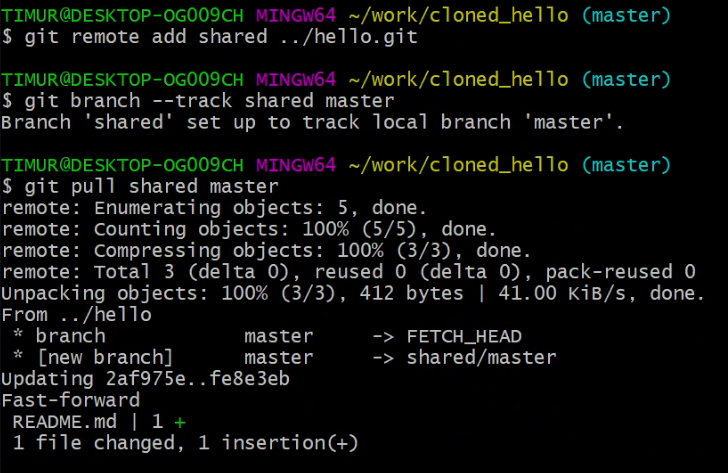 TIMUR@DESKTOP-OG009CH MINGW64 ~/work/cloned_hello (master)
$ git remote add shared ../hello.git
TIMUR@DESKTOP-OG009CH MINGW64 ~/work/cloned_hello (master)
$ git branch --track shared master
Branch 'shared' set up to track local branch 'master'.
TIMUR@DESKTOP-OG009CH MINGW64 ~/work/cloned_hello (master)
$ git pull shared master
remote: Enumerating objects: 5, done.
remote: Counting objects: 100% (5/5), done.
remote: Compressing objects: 100% (3/3), done.
remote: Total 3 (delta 0), reused 0 (delta 0), pack-reused 0
Unpacking objects: 100% (3/3), 412 bytes | 41.00 KiB/s, done.
From ../hello
 * branch            master     -> FETCH_HEAD
 * [new branch]      master     -> shared/master
Updating 2af975e..fe8e3eb
Fast-forward
 README.md | 1 +
 1 file changed, 1 insertion(+)